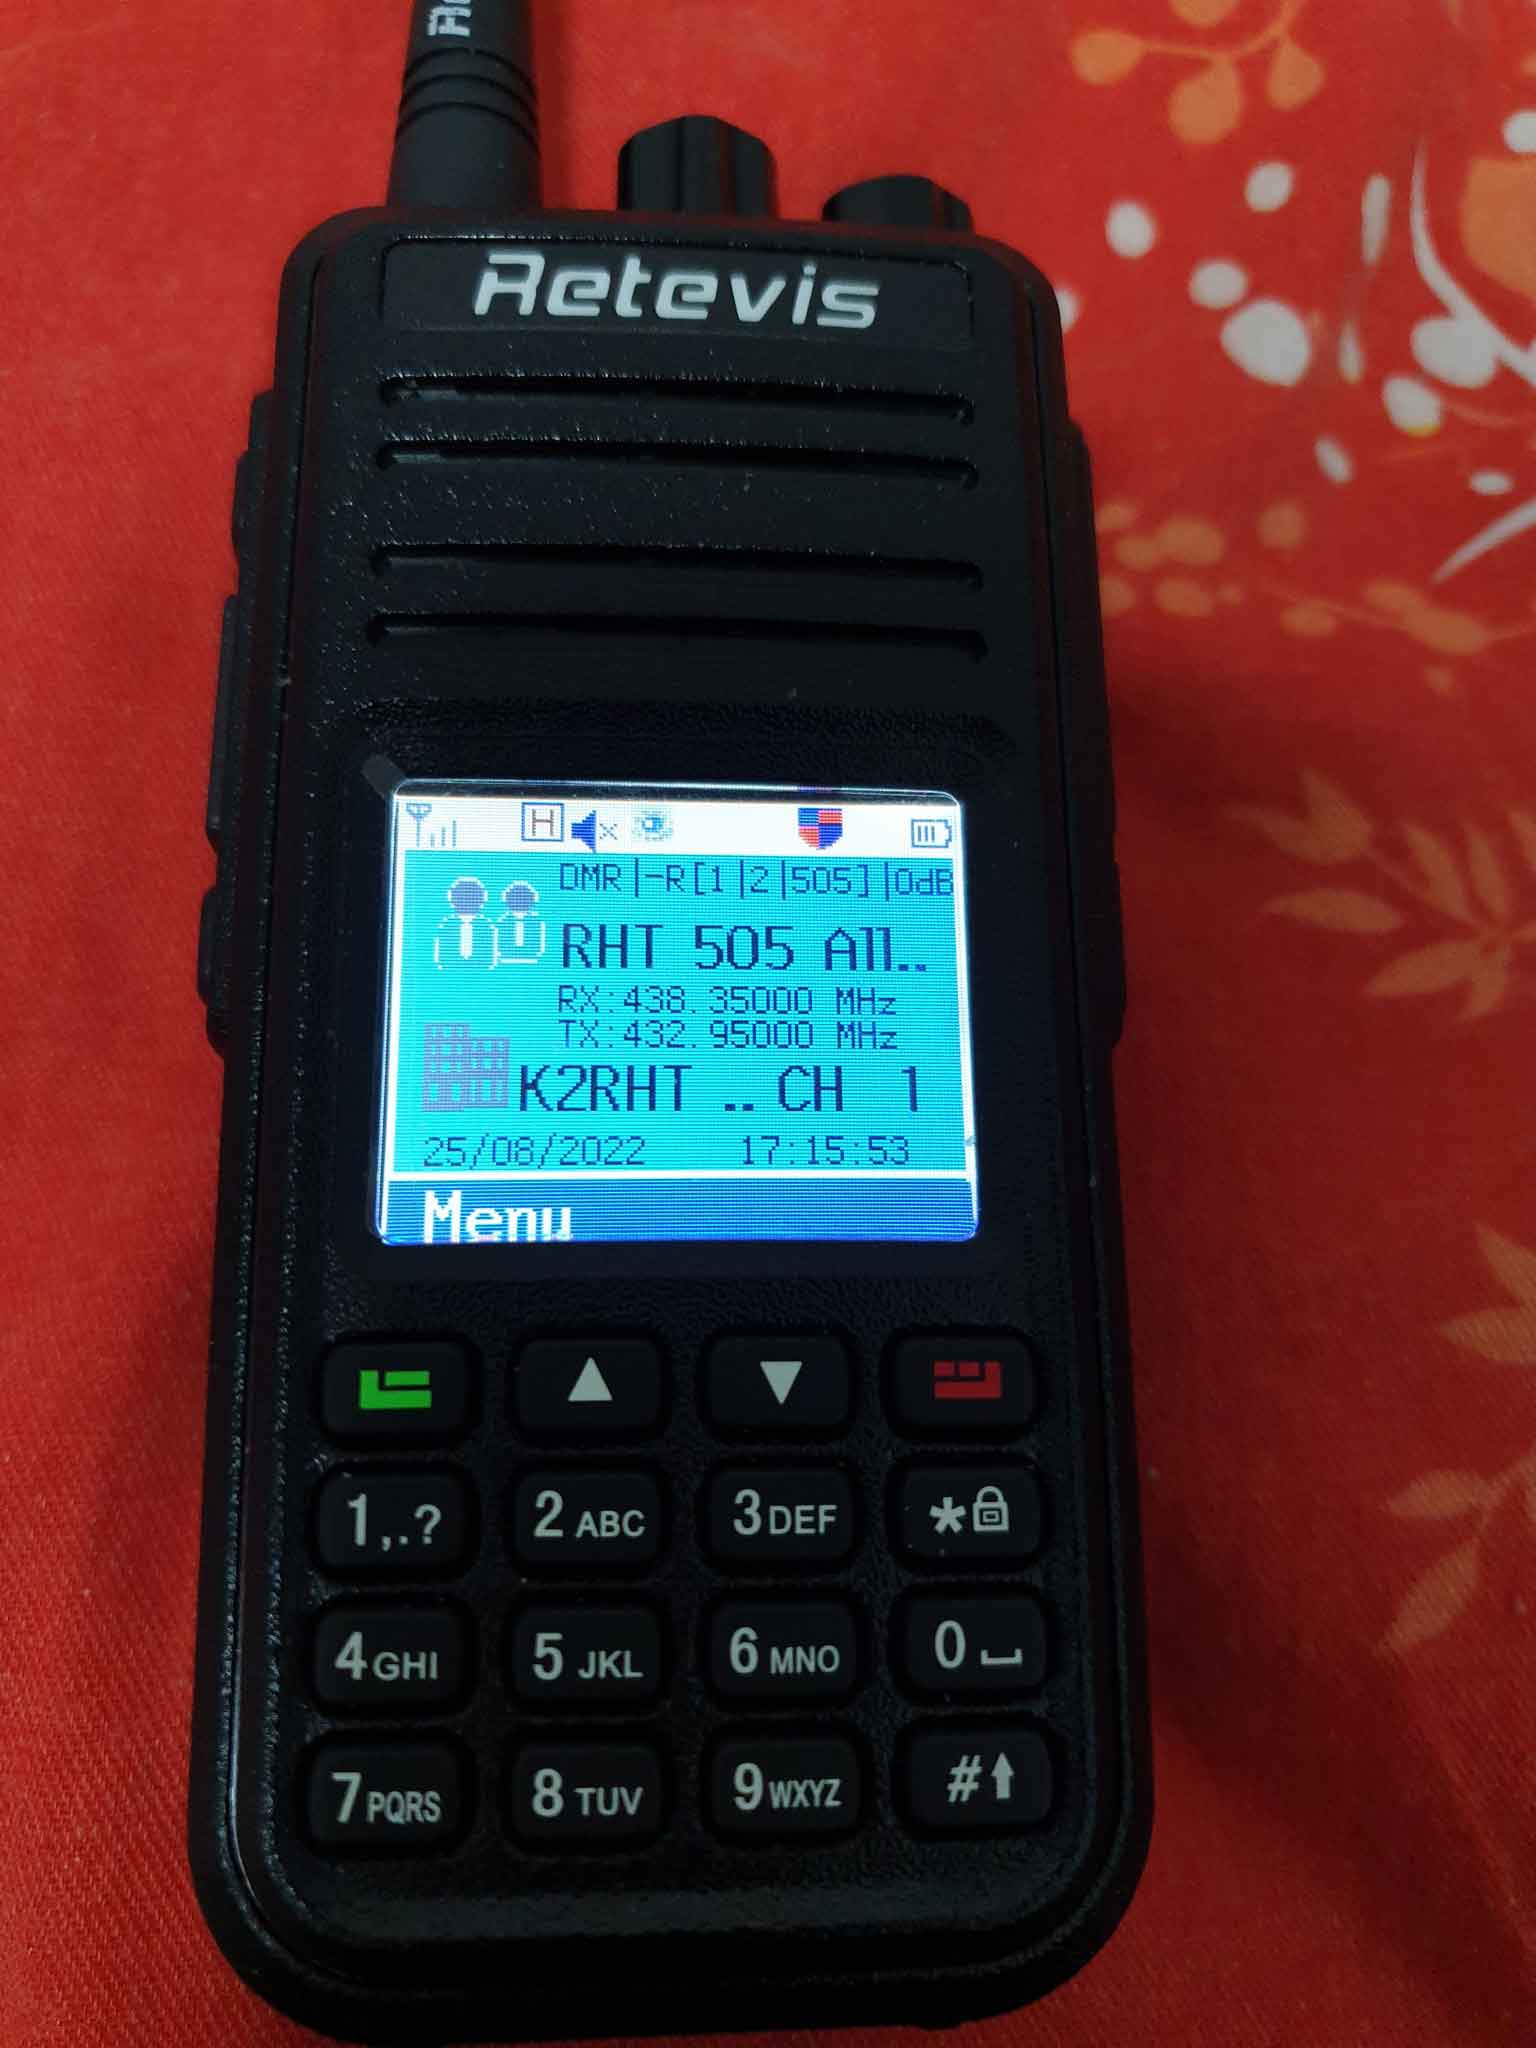 Retevis
H
DMR|-R[1|2|505]|0dB
RHT 505 All..
RX:438.35000 MHz
TX:432.95000 MHz
K2RHT .. CH 1
25/08/2022 17:15:53
Menu
1,.? 2 ABC 3 DEF *
4 GHI 5 JKL 6 MNO 0
7 PQRS 8 TUV 9 WXYZ #